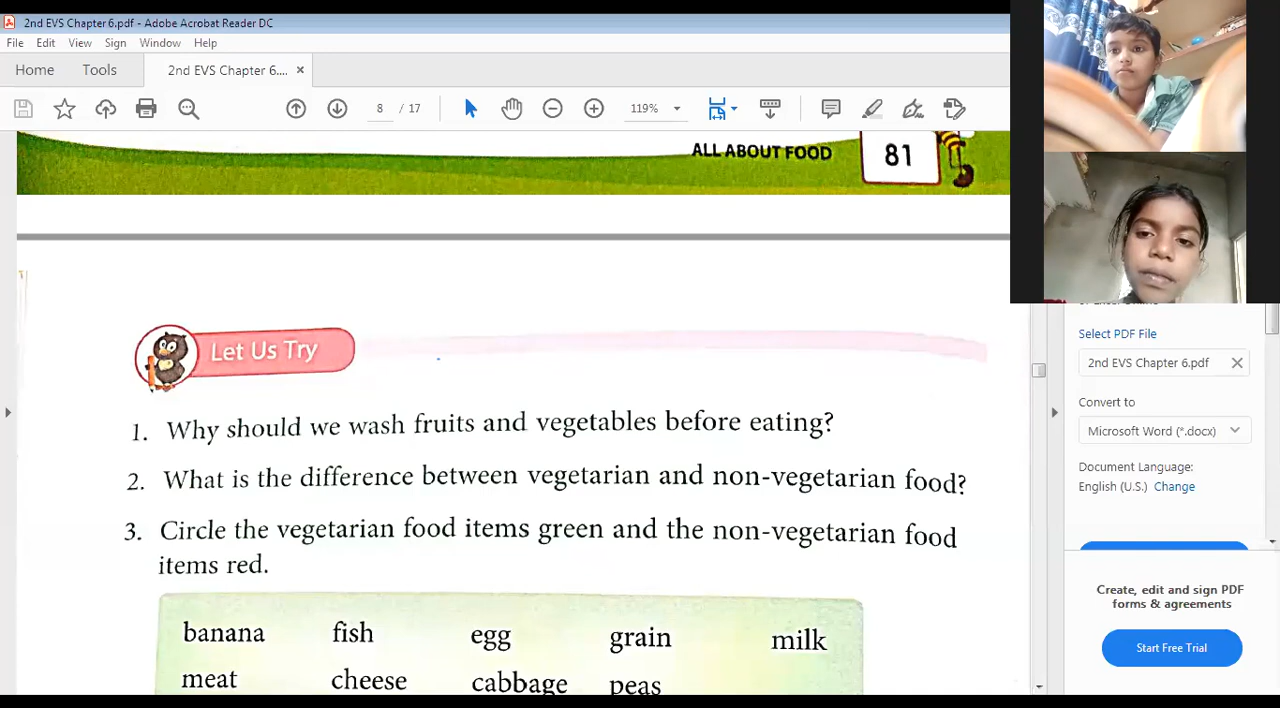 2nd EVS Chapter 6.pdf - Adobe Acrobat Reader DC
File Edit View Sign Window Help
Home Tools 2nd EVS Chapter 6.... ×
8 / 17 119%
ALL ABOUT FOOD 81
Let Us Try
1. Why should we wash fruits and vegetables before eating?
2. What is the difference between vegetarian and non-vegetarian food?
3. Circle the vegetarian food items green and the non-vegetarian food
items red.
banana fish egg grain milk
meat cheese cabbage peas
Select PDF File
2nd EVS Chapter 6.pdf
Convert to
Microsoft Word (*.docx)
Document Language:
English (U.S.) Change
Create, edit and sign PDF
forms & agreements
Start Free Trial